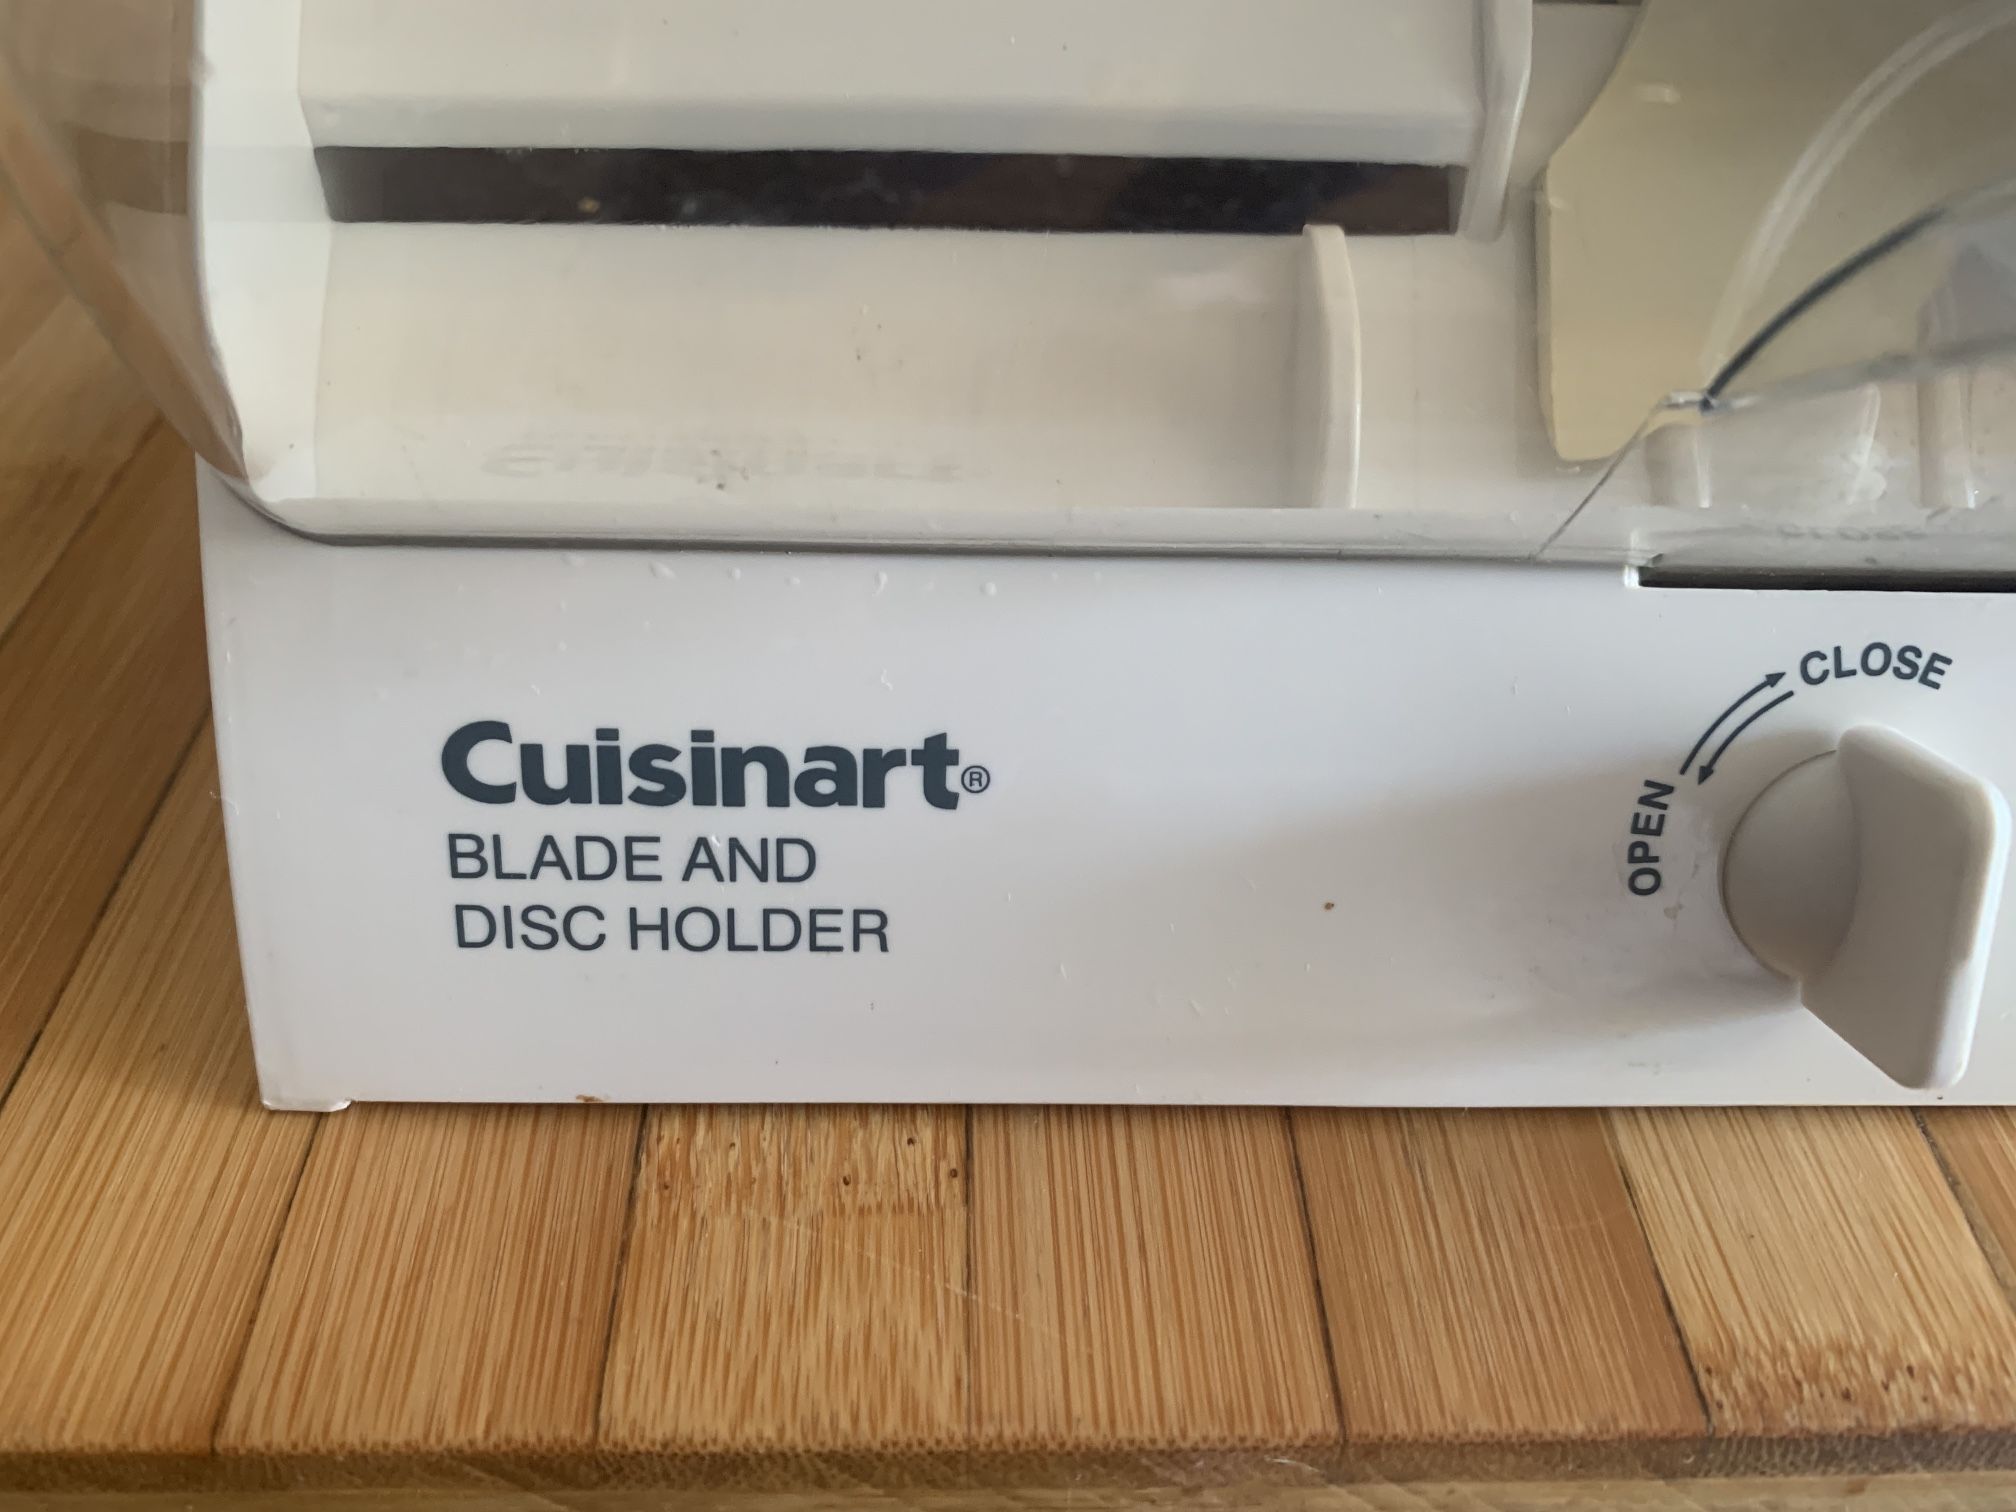 Cuisinart®
BLADE AND
DISC HOLDER
CLOSE
OPEN